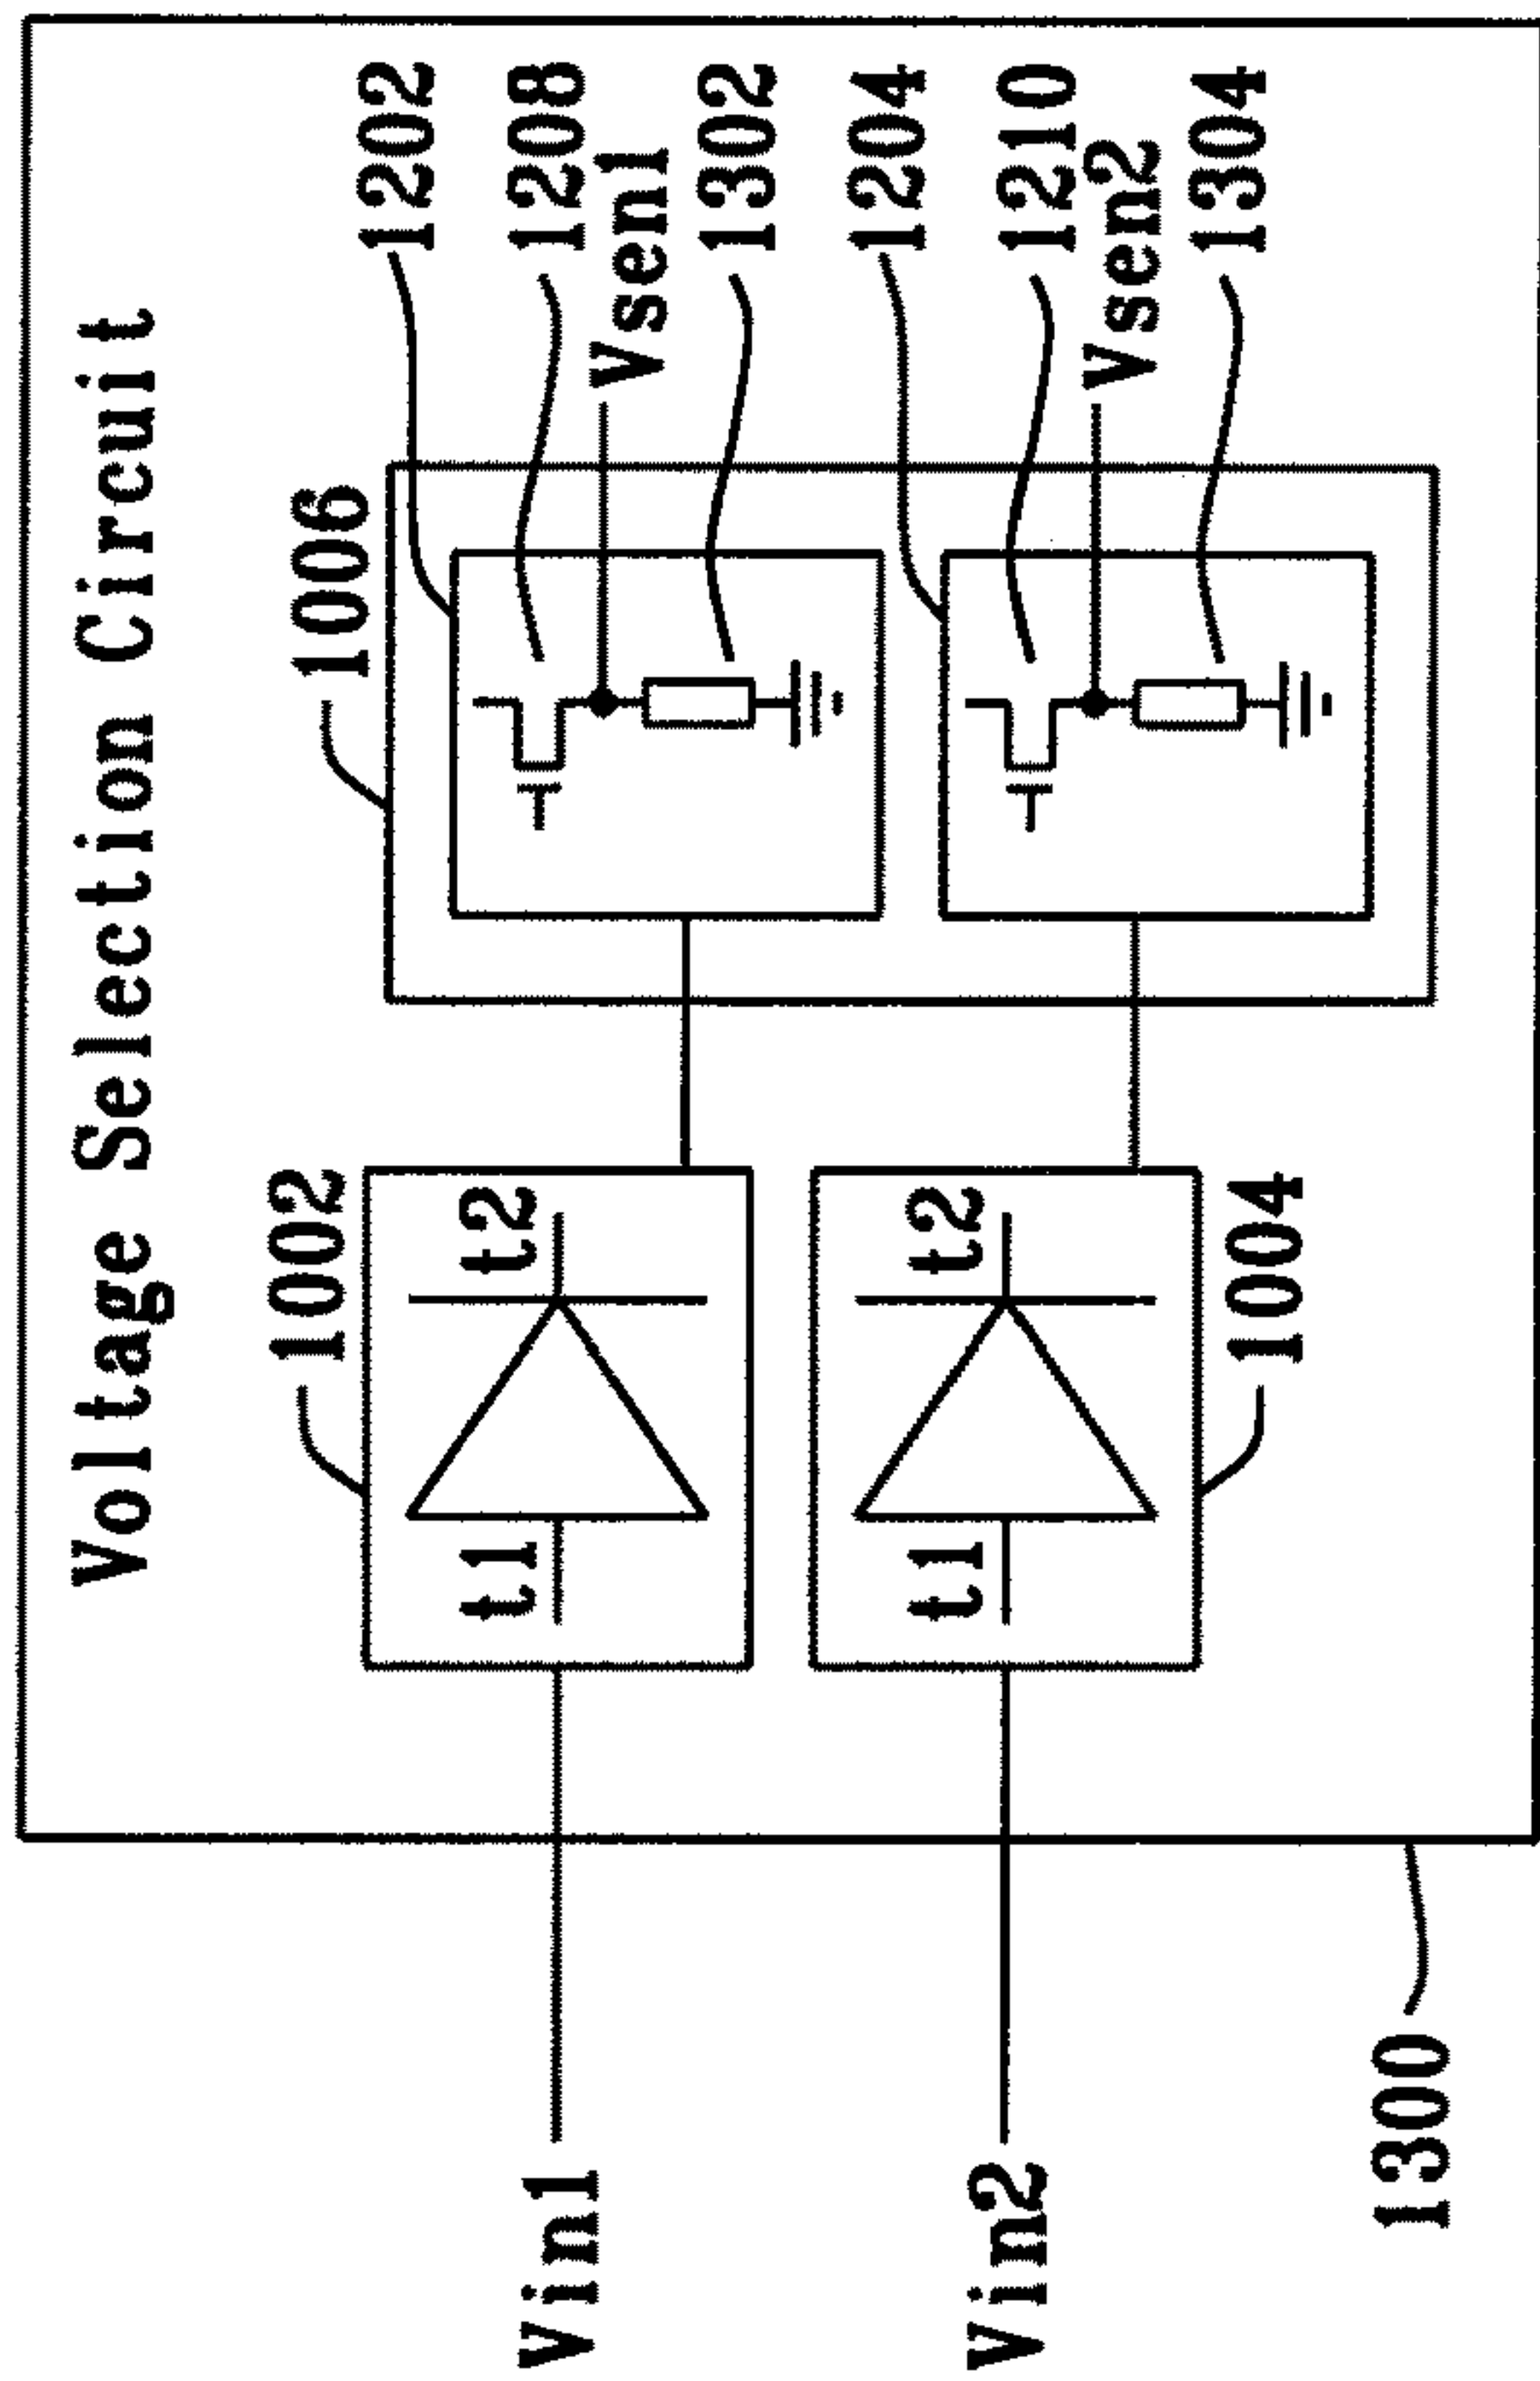 Voltage Selection Circuit
1002
1006
1202
t1
t2
1208
Vin1
Vsen1
1302
1204
t1
t2
1210
Vin2
Vsen2
1004
1304
1300